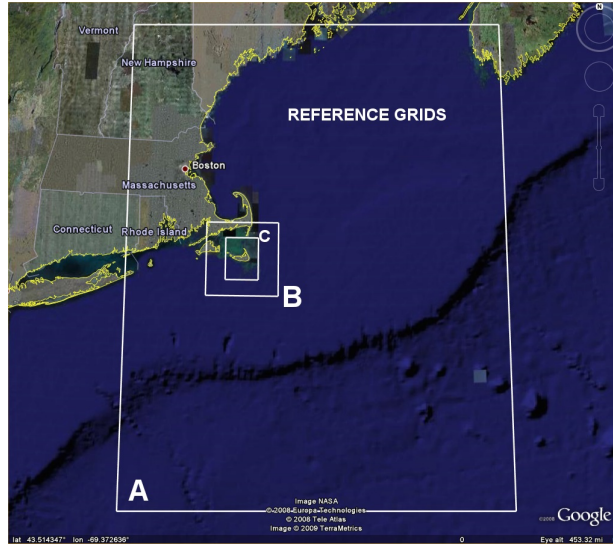 Vermont
New Hampshire
N
REFERENCE GRIDS
Boston
Massachusetts
Connecticut
Rhode Island
C
B
A
Image NASA
© 2008 Europa Technologies
© 2008 Tele Atlas
Image © 2009 TerraMetrics
©2008 Google
lat 43.514347° lon -69.372636°
0
Eye alt 453.32 mi